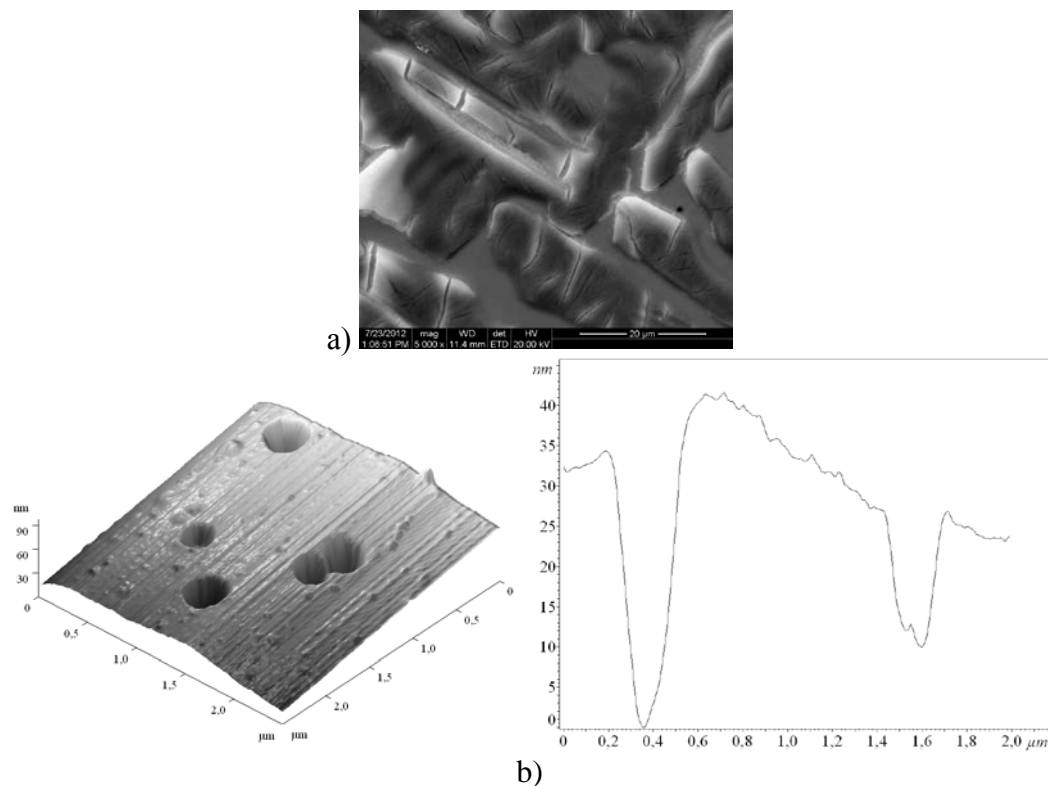 7/23/2012 mag WD det HV 20 µm
1:06:51 PM 5 000 x 11.4 mm ETD 20.00 kV
a)
nm
90
60
30
0
0,5
1,0
1,5
2,0
µm
µm
2,0
1,5
1,0
0,5
0
nm
40
35
30
25
20
15
10
5
0
0 0,2 0,4 0,6 0,8 1,0 1,2 1,4 1,6 1,8 2,0 µm
b)